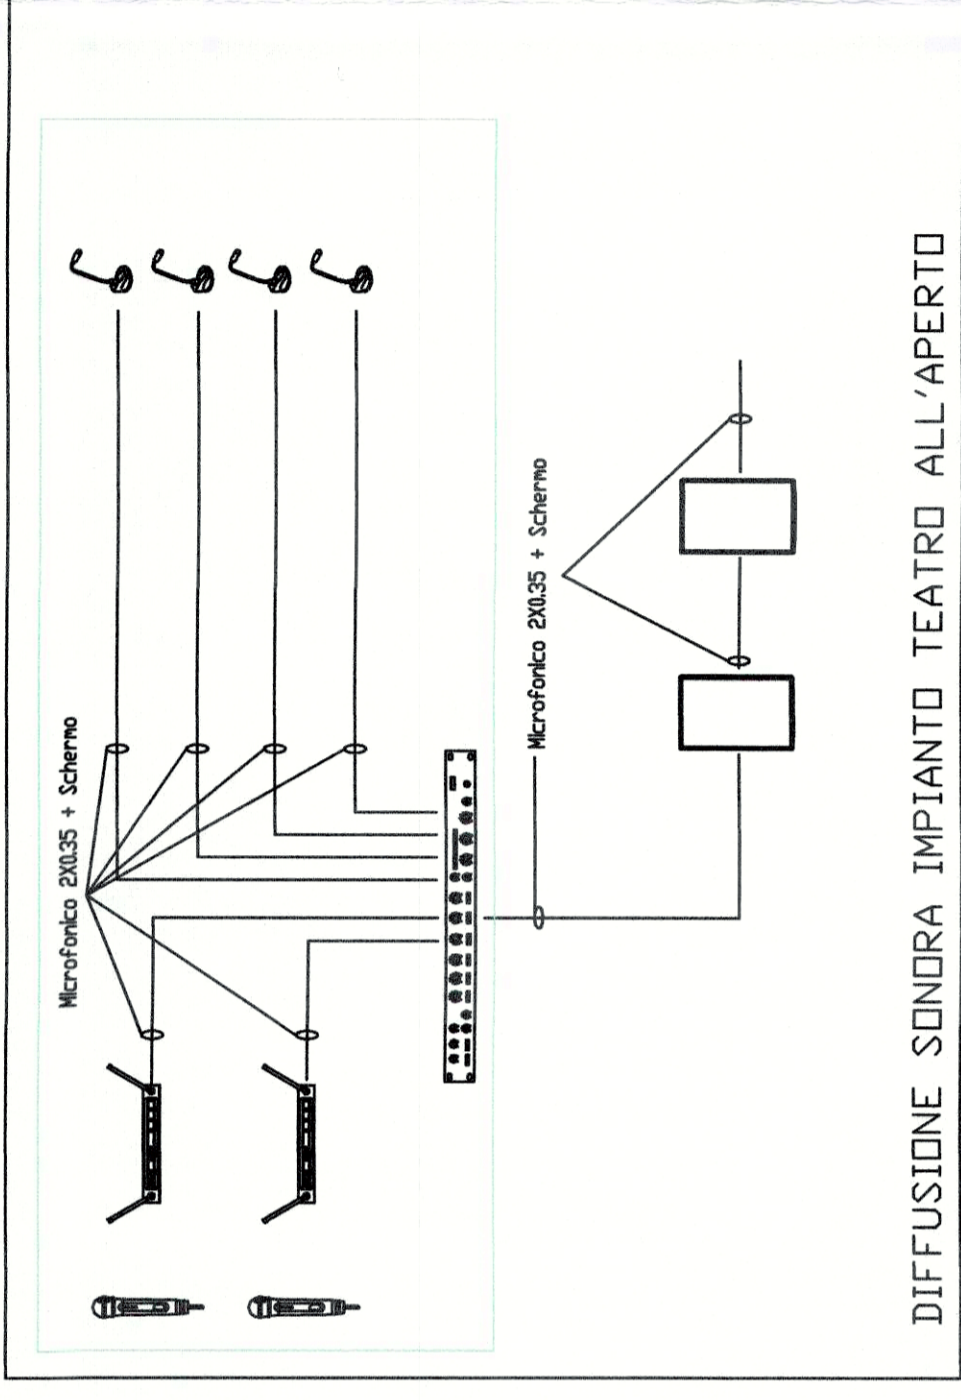 Microfonico 2X0.35 + Schermo
Microfonico 2X0.35 + Schermo
DIFFUSIONE SONORA IMPIANTO TEATRO ALL'APERTO